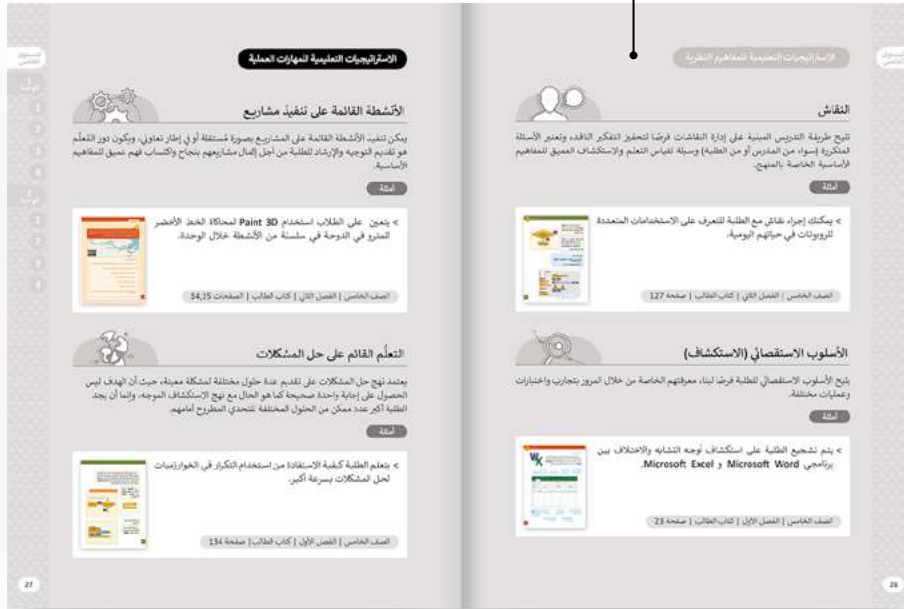 الاستراتيجيات التعليمية للمفاهيم النظرية
النقاش
تتيح طريقة التدريس المبنية على إدارة النقاشات فرصًا لتحفيز التفكير الناقد، وتعتبر الأسئلة
المتكررة (سواء من المدرس أو من الطلبة) وسيلة لقياس التعلم والاستكشاف العميق للمفاهيم
الأساسية الخاصة بالمنهج.
أمثلة
> يمكنك إجراء نقاش مع الطلبة للتعرف على الاستخدامات المتعددة
للروبوتات في حياتهم اليومية.
الصف الخامس | الفصل الثاني | كتاب الطالب | صفحة 127
الأسلوب الاستقصائي (الاستكشاف)
يتيح الأسلوب الاستقصائي للطلبة فرصًا لبناء معرفتهم الخاصة من خلال المرور بتجارب واختبارات
وعمليات مختلفة.
أمثلة
> يتم تشجيع الطلبة على استكشاف أوجه التشابه والاختلاف بين
برنامجي Microsoft Word و Microsoft Excel.
الصف الخامس | الفصل الأول | كتاب الطالب | صفحة 23
26
الاستراتيجيات التعليمية للمهارات العملية
الأنشطة القائمة على تنفيذ مشاريع
يمكن تنفيذ الأنشطة القائمة على المشاريع بصورة مُستقلة أو في إطار تعاوني، ويكون دور المُعلّم
هو تقديم التوجيه والإرشاد للطلبة من أجل إكمال مشاريعهم بنجاح واكتساب فهم عميق للمفاهيم
الأساسية.
أمثلة
> يتعين على الطلاب استخدام Paint 3D لمحاكاة الخط الأخضر
للمترو في الدوحة في سلسلة من الأنشطة خلال الوحدة.
الصف الخامس | الفصل الثاني | كتاب الطالب | الصفحات 34,35
التعلّم القائم على حل المشكلات
يعتمد نهج حل المشكلات على تقديم عدة حلول مختلفة لمشكلة معينة، حيث أن الهدف ليس
الحصول على إجابة واحدة صحيحة كما هو الحال مع نهج الاستكشاف الموجه، وإنما أن يجد
الطلبة أكبر عدد ممكن من الحلول المختلفة للتحدي المطروح أمامهم.
أمثلة
> يتعلم الطلبة كيفية الاستفادة من استخدام التكرار في الخوارزميات
لحل المشكلات بسرعة أكبر.
الصف الخامس | الفصل الأول | كتاب الطالب | صفحة 134
27